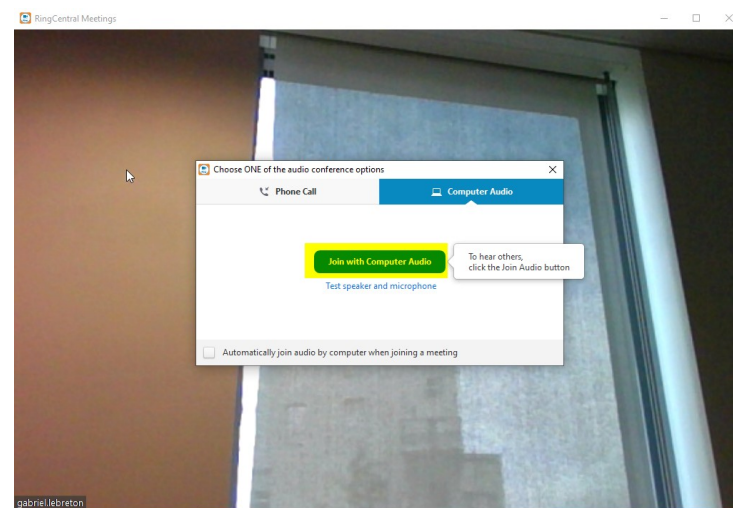 RingCentral Meetings
Choose ONE of the audio conference options
Phone Call
Computer Audio
Join with Computer Audio
To hear others,
click the Join Audio button
Test speaker and microphone
Automatically join audio by computer when joining a meeting
gabriel.lebreton